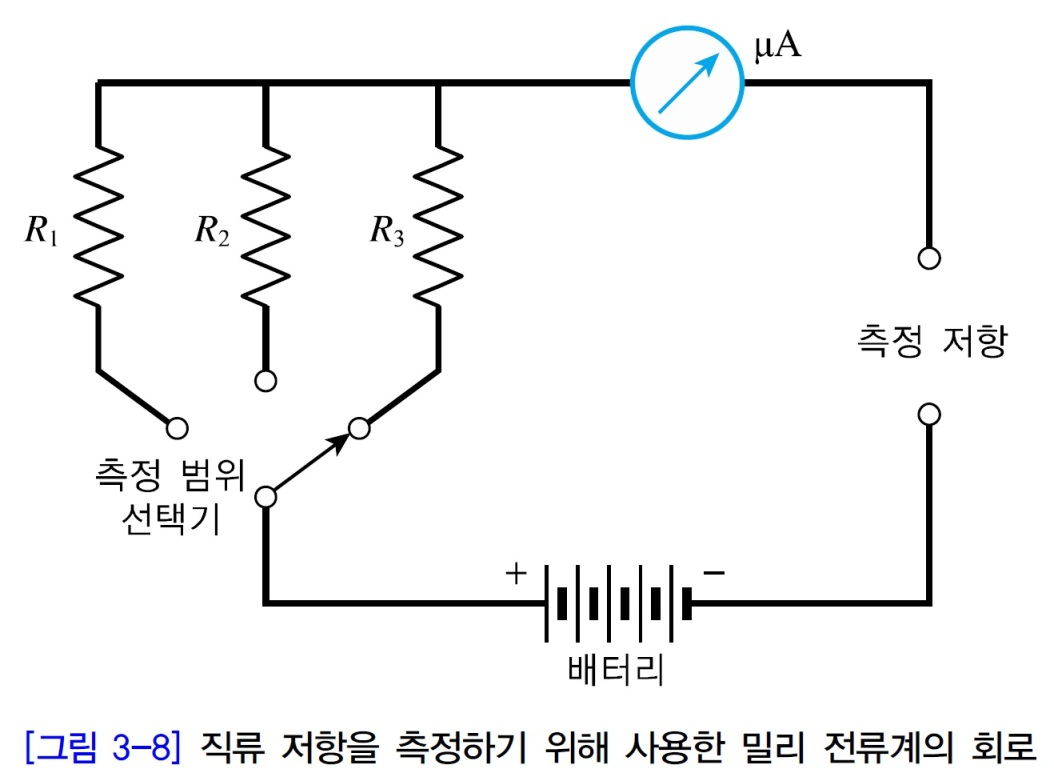 μA
R1
R2
R3
측정 저항
측정 범위
선택기
+
−
배터리
[그림 3-8] 직류 저항을 측정하기 위해 사용한 밀리 전류계의 회로